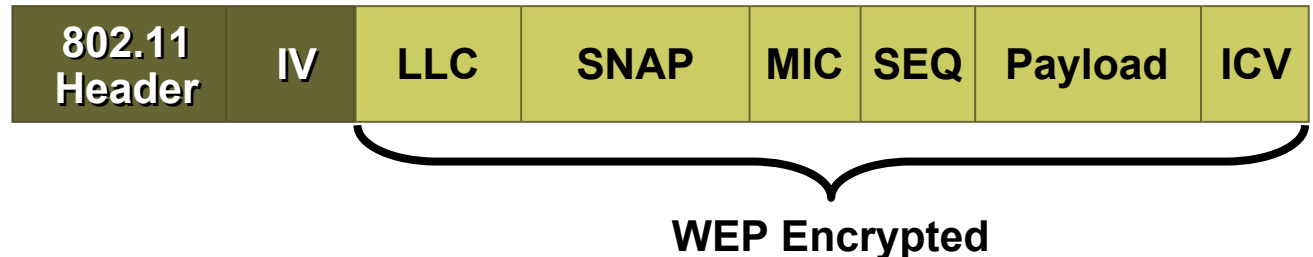 802.11
Header
IV
LLC
SNAP
MIC
SEQ
Payload
ICV
WEP Encrypted